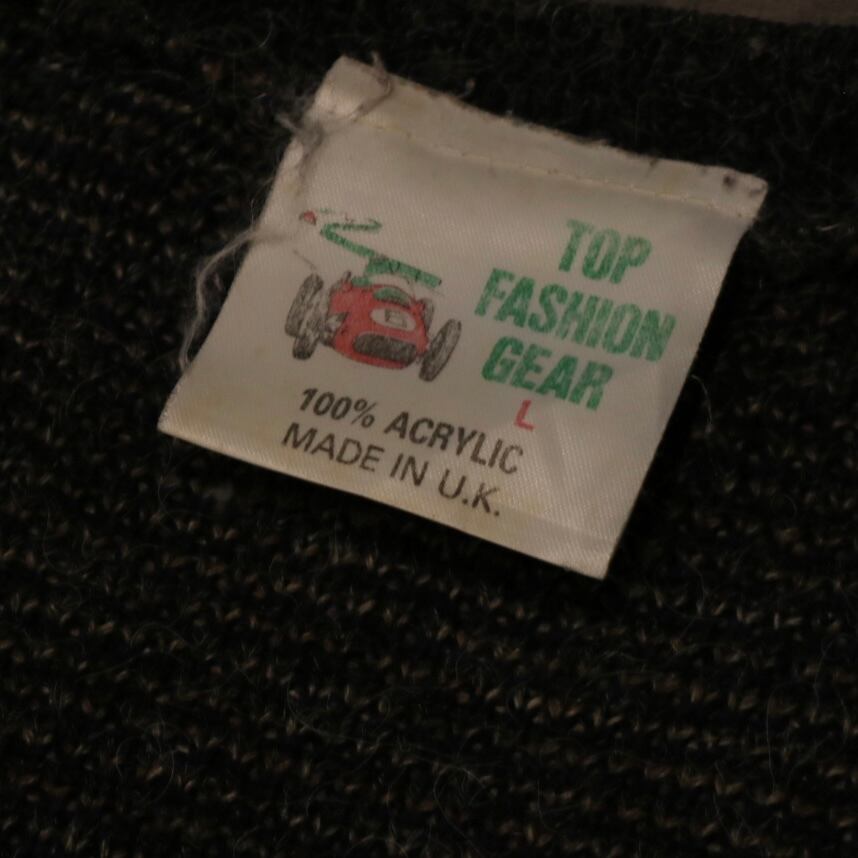 TOP
FASHION
GEAR
L
100% ACRYLIC
MADE IN U.K.